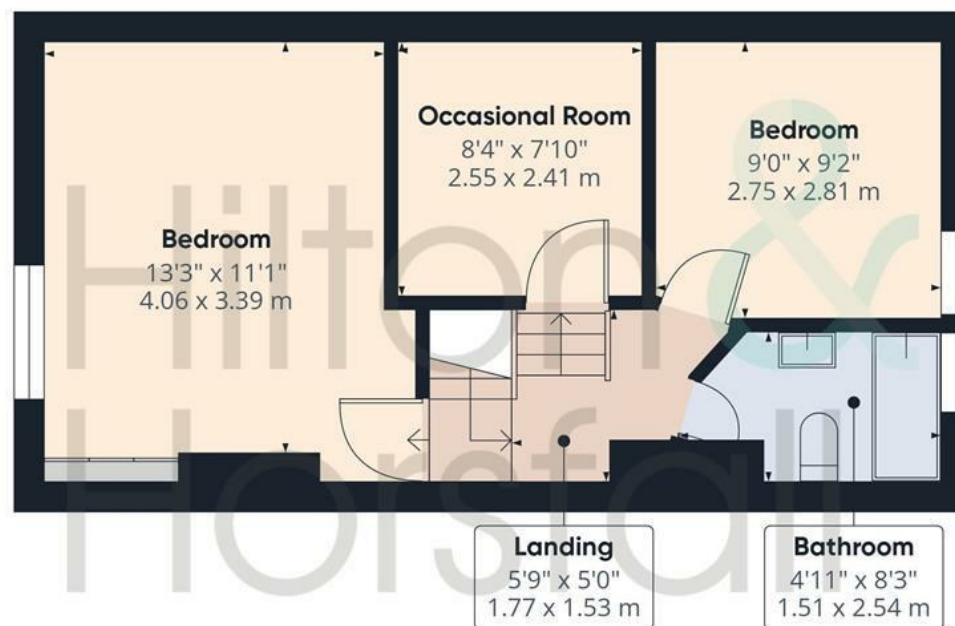 Occasional Room
8'4" x 7'10"
2.55 x 2.41 m
Bedroom
9'0" x 9'2"
2.75 x 2.81 m
Bedroom
13'3" x 11'1"
4.06 x 3.39 m
Hilton &
Horsfall
Landing
5'9" x 5'0"
1.77 x 1.53 m
Bathroom
4'11" x 8'3"
1.51 x 2.54 m